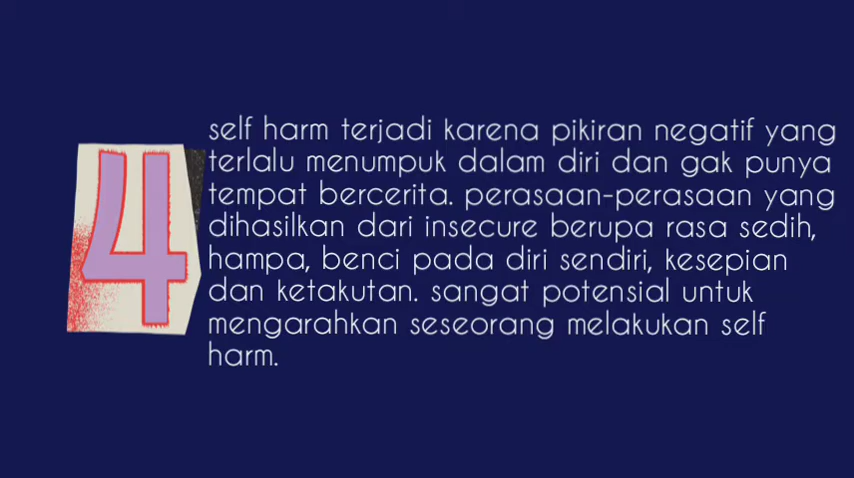 4
self harm terjadi karena pikiran negatif yang
terlalu menumpuk dalam diri dan gak punya
tempat bercerita. perasaan-perasaan yang
dihasilkan dari insecure berupa rasa sedih,
hampa, benci pada diri sendiri, kesepian
dan ketakutan. sangat potensial untuk
mengarahkan seseorang melakukan self
harm.